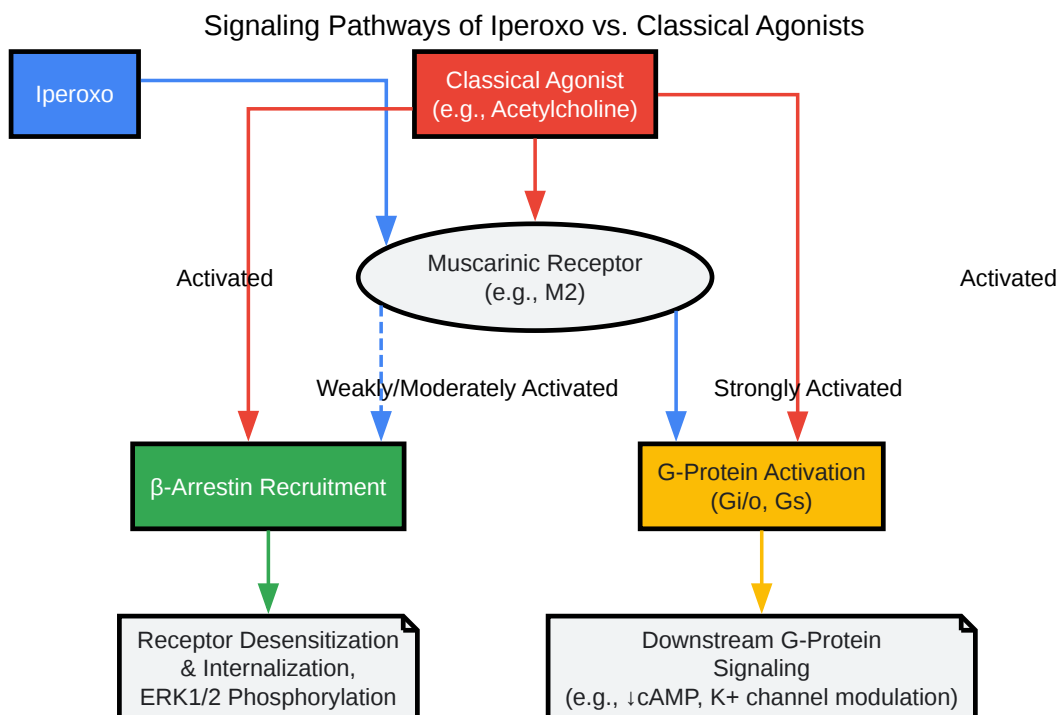 Signaling Pathways of Iperoxo vs. Classical Agonists
Iperoxo
Classical Agonist
(e.g., Acetylcholine)
Muscarinic Receptor
(e.g., M2)
Activated
Activated
Weakly/Moderately Activated
Strongly Activated
β-Arrestin Recruitment
G-Protein Activation
(Gi/o, Gs)
Receptor Desensitization
& Internalization,
ERK1/2 Phosphorylation
Downstream G-Protein
Signaling
(e.g., ↓cAMP, K+ channel modulation)